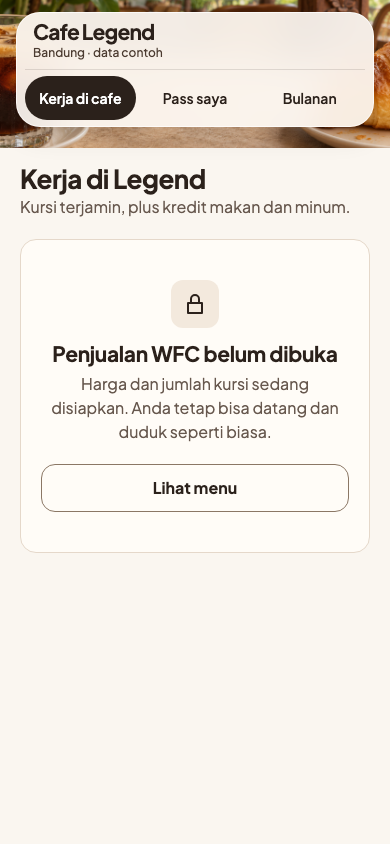 Cafe Legend
Bandung · data contoh
Kerja di cafe
Pass saya
Bulanan
Kerja di Legend
Kursi terjamin, plus kredit makan dan minum.
Penjualan WFC belum dibuka
Harga dan jumlah kursi sedang
disiapkan. Anda tetap bisa datang dan
duduk seperti biasa.
Lihat menu